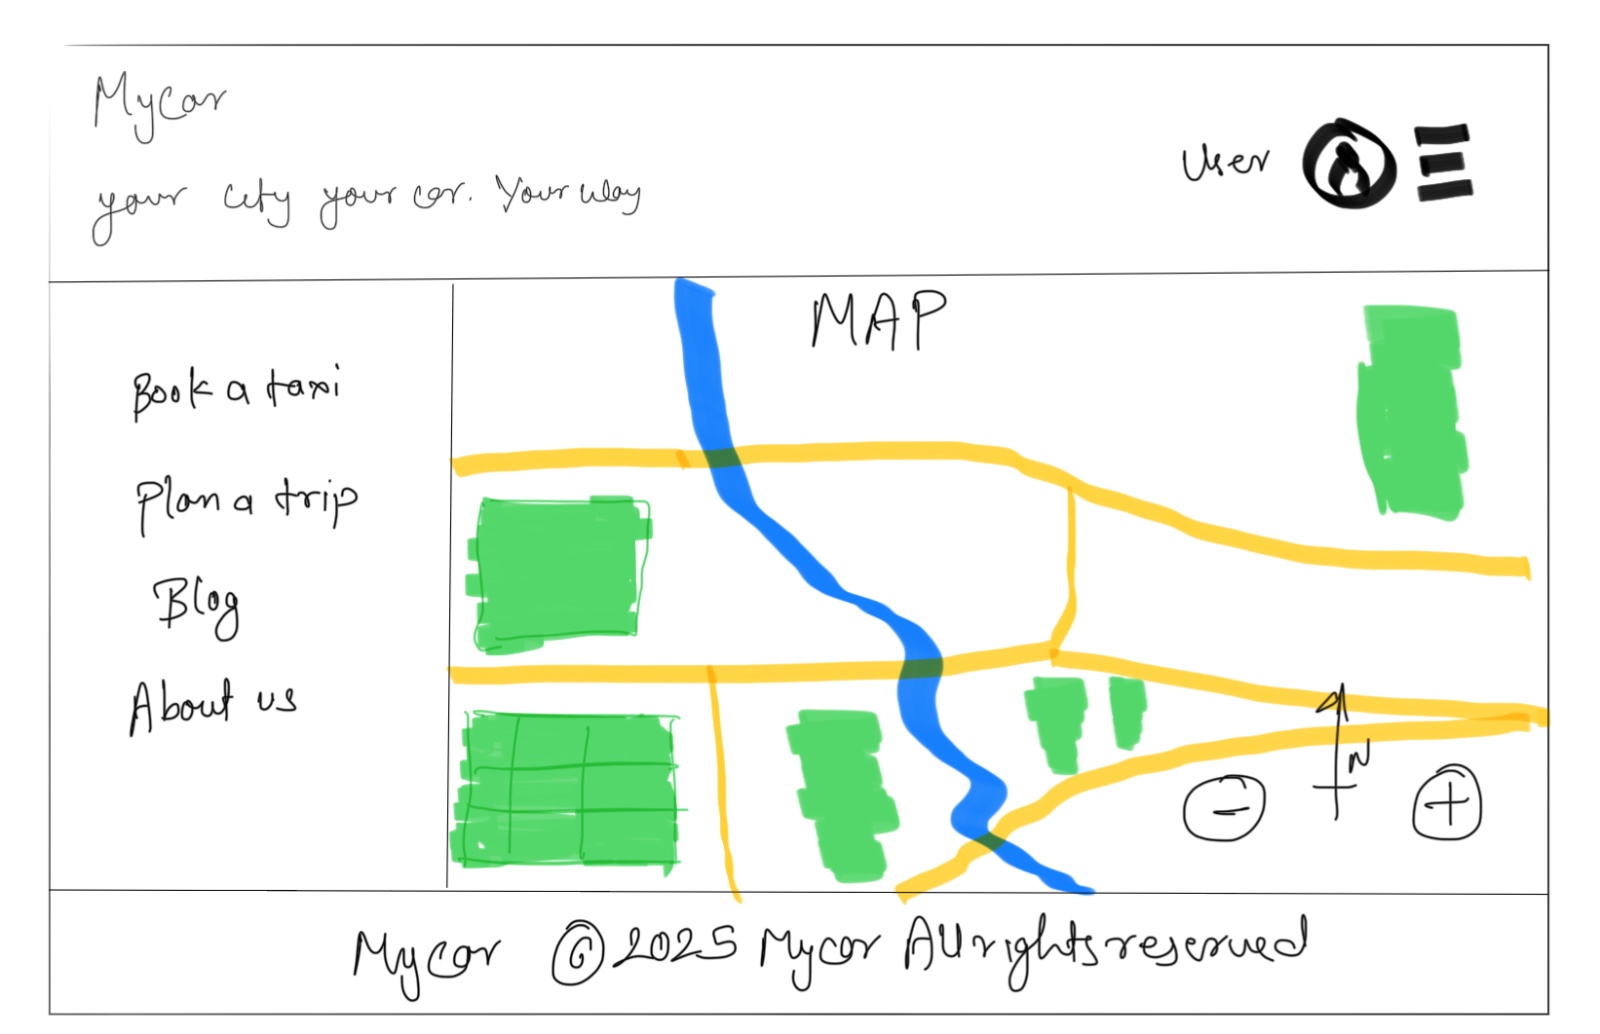 Mycar
your city your car. Your way
User
MAP
Book a taxi
Plan a trip
Blog
About us
N
Mycar © 2025 Mycar All rights reserved